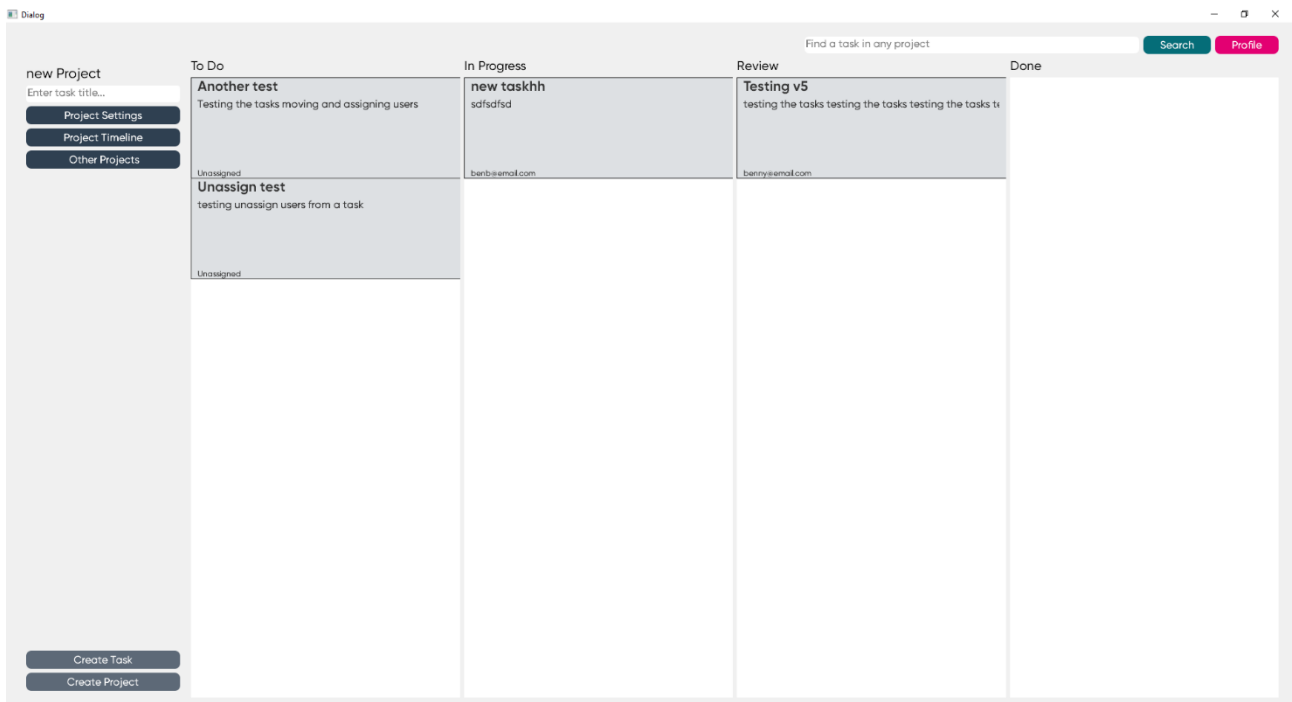 Dialog
Find a task in any project
Search
Profile
new Project
Enter task title...
Project Settings
Project Timeline
Other Projects
Create Task
Create Project
To Do
Another test
Testing the tasks moving and assigning users
Unassigned
Unassign test
testing unassign users from a task
Unassigned
In Progress
new taskhh
sdfsdfsd
benb@email.com
Review
Testing v5
testing the tasks testing the tasks testing the tasks te
benny@email.com
Done